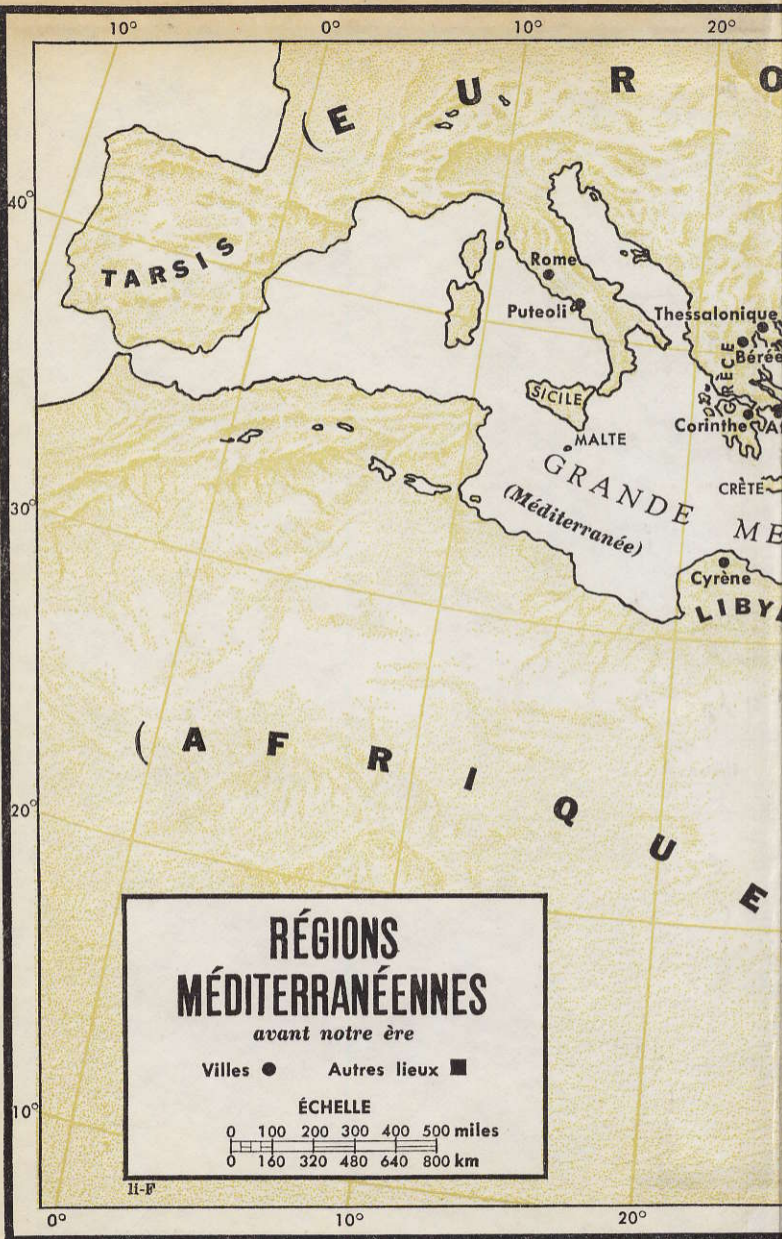 10° 0° 10° 20°
(E U R O
40°
TARSIS
Rome
Puteoli
Thessalonique
Bérée
GRÈCE
SICILE
Corinthe
MALTE
GRANDE ME
(Méditerranée)
CRÈTE
30°
Cyrène
LIBY
(A F R I Q U E
20°
RÉGIONS
MÉDITERRANÉENNES
avant notre ère
Villes Autres lieux
ÉCHELLE
0 100 200 300 400 500 miles
0 160 320 480 640 800 km
10°
li-F
0° 10° 20°